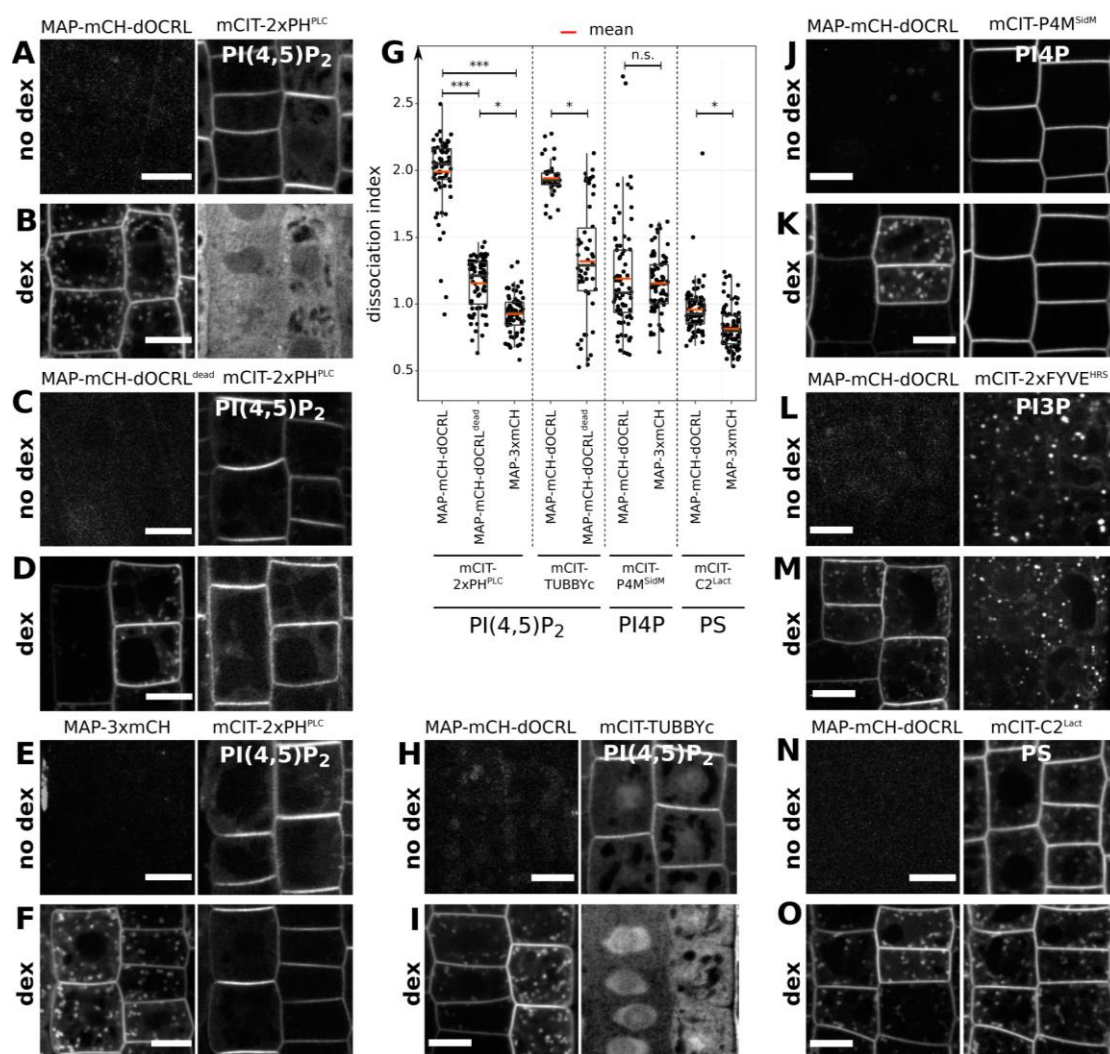 MAP-mCH-dOCRL mCIT-2xPH^PLC
A PI(4,5)P₂
no dex
B
dex
MAP-mCH-dOCRL^dead mCIT-2xPH^PLC
C PI(4,5)P₂
no dex
D
dex
MAP-3xmCH mCIT-2xPH^PLC
E PI(4,5)P₂
no dex
F
dex
G
mean
dissociation index
2.5
2.0
1.5
1.0
0.5
***
***
*
*
n.s.
*
MAP-mCH-dOCRL
MAP-mCH-dOCRL^dead
MAP-3xmCH
MAP-mCH-dOCRL
MAP-mCH-dOCRL^dead
MAP-mCH-dOCRL
MAP-3xmCH
MAP-mCH-dOCRL
MAP-3xmCH
mCIT-
2xPH^PLC
mCIT-
TUBBYc
mCIT-
P4M^SidM
mCIT-
C2^Lact
PI(4,5)P₂ PI4P PS
MAP-mCH-dOCRL mCIT-TUBBYc
H PI(4,5)P₂
no dex
I
dex
MAP-mCH-dOCRL mCIT-P4M^SidM
J PI4P
no dex
K
dex
MAP-mCH-dOCRL mCIT-2xFYVE^HRS
L PI3P
no dex
M
dex
MAP-mCH-dOCRL mCIT-C2^Lact
N PS
no dex
O
dex